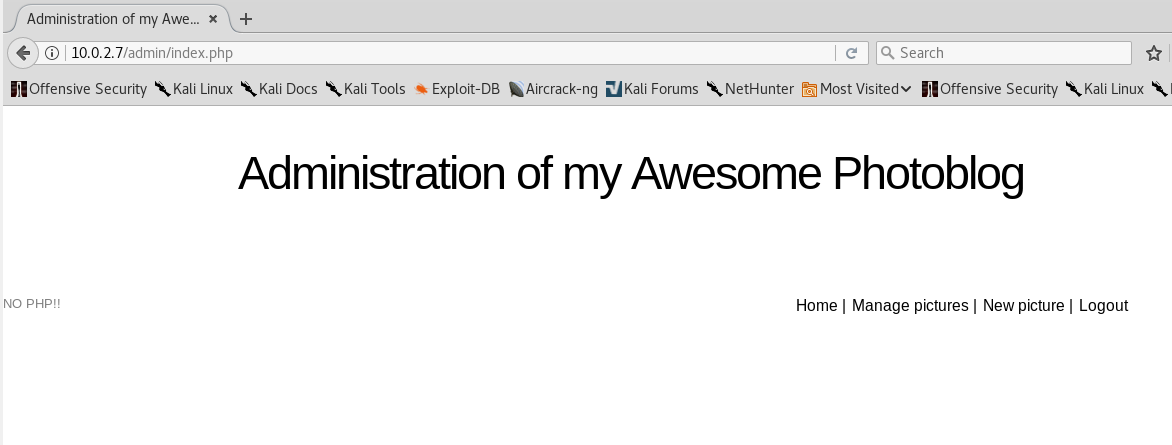 Administration of my Awe...
10.0.2.7/admin/index.php
Search
Offensive Security Kali Linux Kali Docs Kali Tools Exploit-DB Aircrack-ng Kali Forums NetHunter Most Visited Offensive Security Kali Linux
Administration of my Awesome Photoblog
NO PHP!!
Home | Manage pictures | New picture | Logout